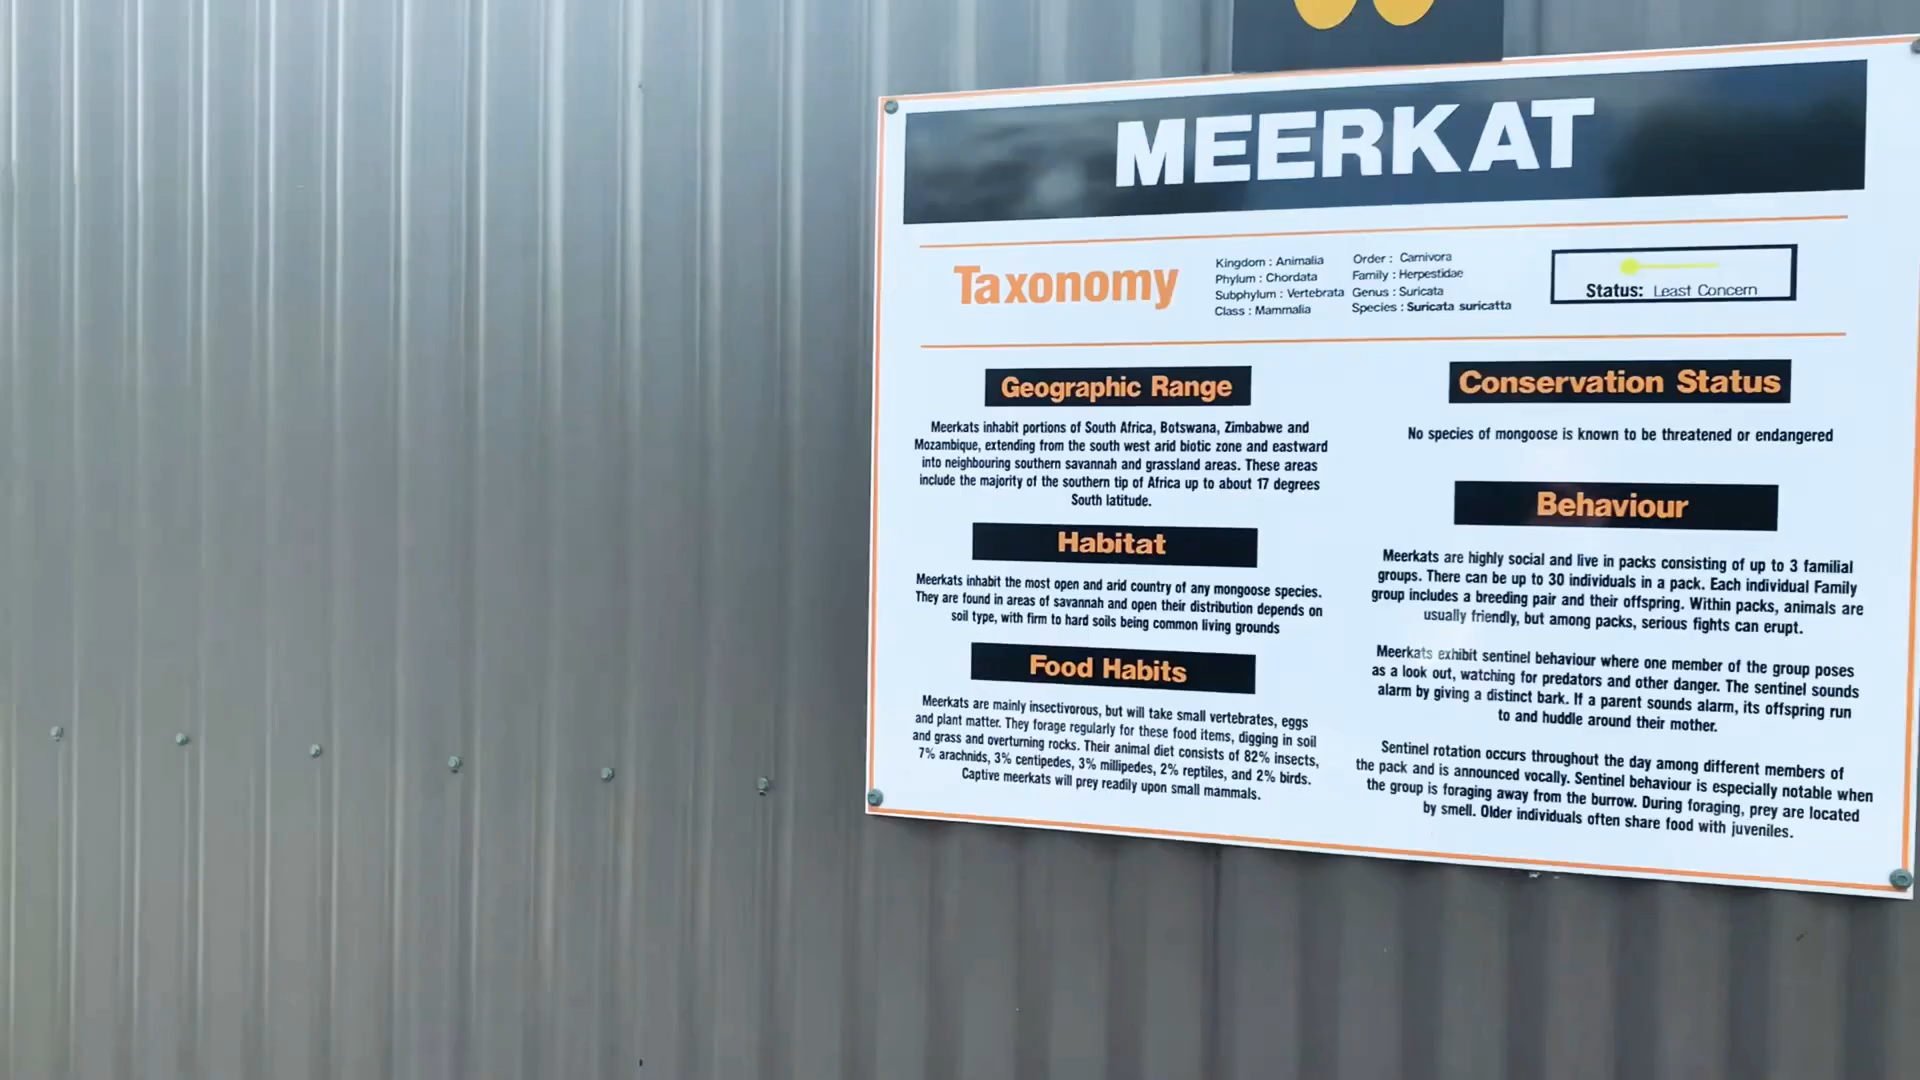 MEERKAT
Taxonomy
Kingdom : Animalia
Phylum : Chordata
Subphylum : Vertebrata
Class : Mammalia
Order : Carnivora
Family : Herpestidae
Genus : Suricata
Species : Suricata suricatta
Status: Least Concern
Geographic Range
Meerkats inhabit portions of South Africa, Botswana, Zimbabwe and
Mozambique, extending from the south west arid biotic zone and eastward
into neighbouring southern savannah and grassland areas. These areas
include the majority of the southern tip of Africa up to about 17 degrees
South latitude.
Habitat
Meerkats inhabit the most open and arid country of any mongoose species.
They are found in areas of savannah and open their distribution depends on
soil type, with firm to hard soils being common living grounds
Food Habits
Meerkats are mainly insectivorous, but will take small vertebrates, eggs
and plant matter. They forage regularly for these food items, digging in soil
and grass and overturning rocks. Their animal diet consists of 82% insects,
7% arachnids, 3% centipedes, 3% millipedes, 2% reptiles, and 2% birds.
Captive meerkats will prey readily upon small mammals.
Conservation Status
No species of mongoose is known to be threatened or endangered
Behaviour
Meerkats are highly social and live in packs consisting of up to 3 familial
groups. There can be up to 30 individuals in a pack. Each individual Family
group includes a breeding pair and their offspring. Within packs, animals are
usually friendly, but among packs, serious fights can erupt.
Meerkats exhibit sentinel behaviour where one member of the group poses
as a look out, watching for predators and other danger. The sentinel sounds
alarm by giving a distinct bark. If a parent sounds alarm, its offspring run
to and huddle around their mother.
Sentinel rotation occurs throughout the day among different members of
the pack and is announced vocally. Sentinel behaviour is especially notable when
the group is foraging away from the burrow. During foraging, prey are located
by smell. Older individuals often share food with juveniles.